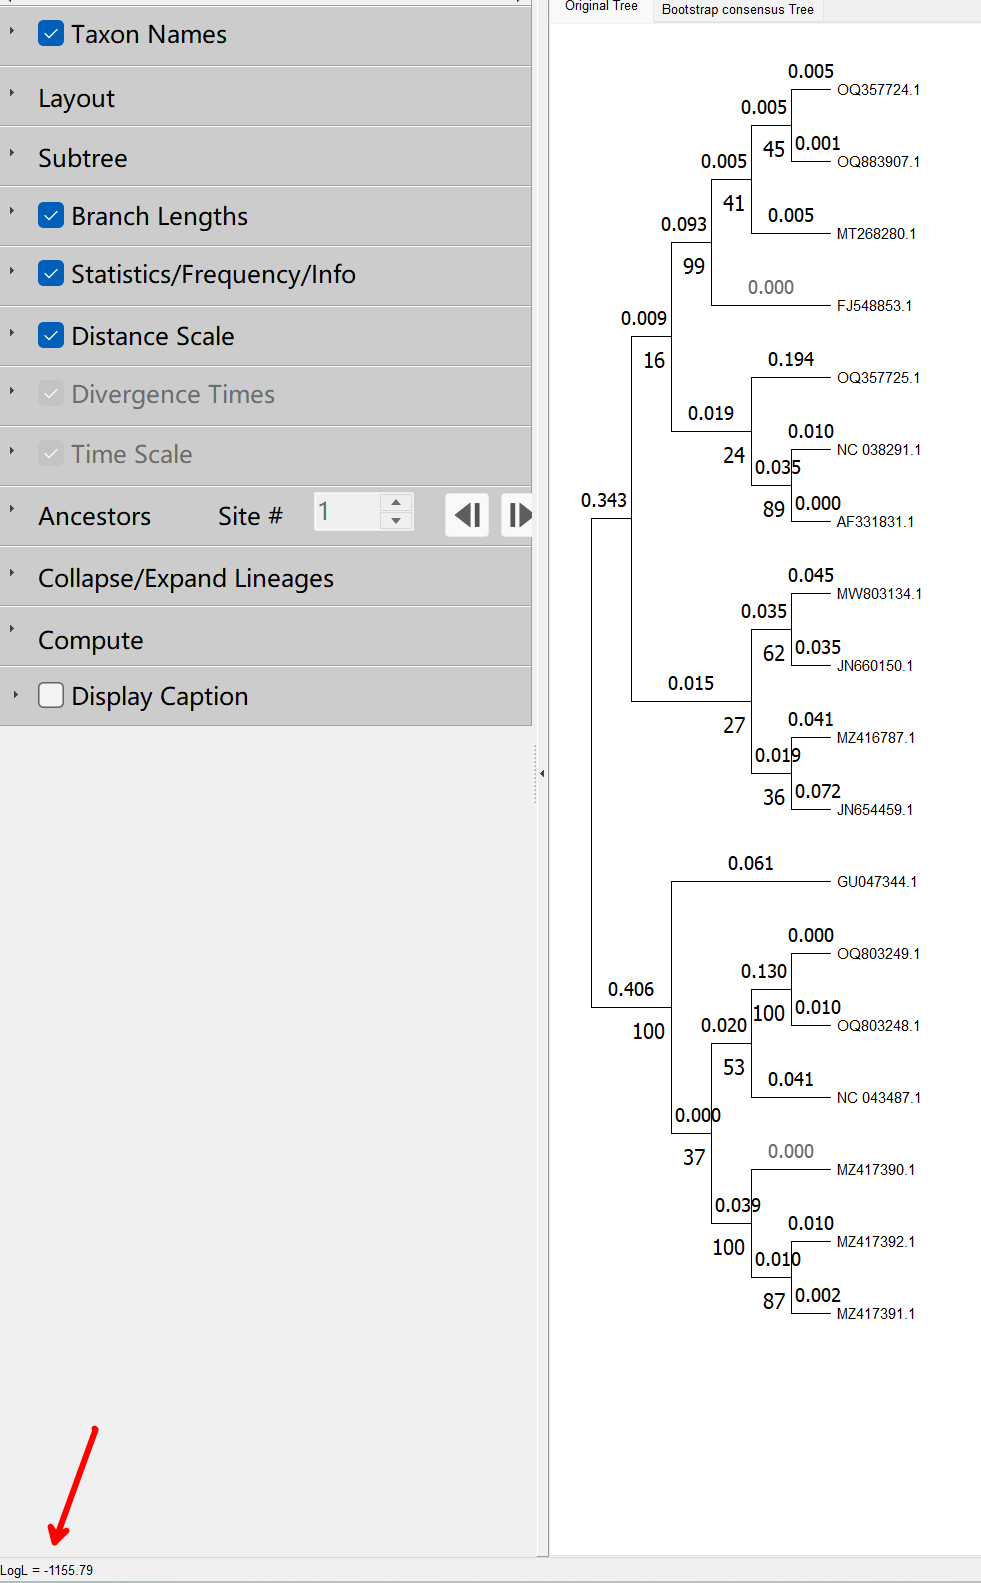 Taxon Names
Layout
Subtree
Branch Lengths
Statistics/Frequency/Info
Distance Scale
Divergence Times
Time Scale
Ancestors Site # 1
Collapse/Expand Lineages
Compute
Display Caption
LogL = -1155.79
Original Tree Bootstrap consensus Tree
0.005
OQ357724.1
0.005
45 0.001
OQ883907.1
0.005
41 0.005
MT268280.1
0.093
99 0.000
FJ548853.1
0.009
16 0.194
OQ357725.1
0.019
0.010
NC 038291.1
24 0.035
89 0.000
AF331831.1
0.343
0.045
MW803134.1
0.035
62 0.035
JN660150.1
0.015
27 0.041
MZ416787.1
0.019
36 0.072
JN654459.1
0.061
GU047344.1
0.000
OQ803249.1
0.130
0.406
100 0.010
OQ803248.1
100 0.020
53 0.041
NC 043487.1
0.000
37 0.000
MZ417390.1
0.039
0.010
MZ417392.1
100 0.010
87 0.002
MZ417391.1